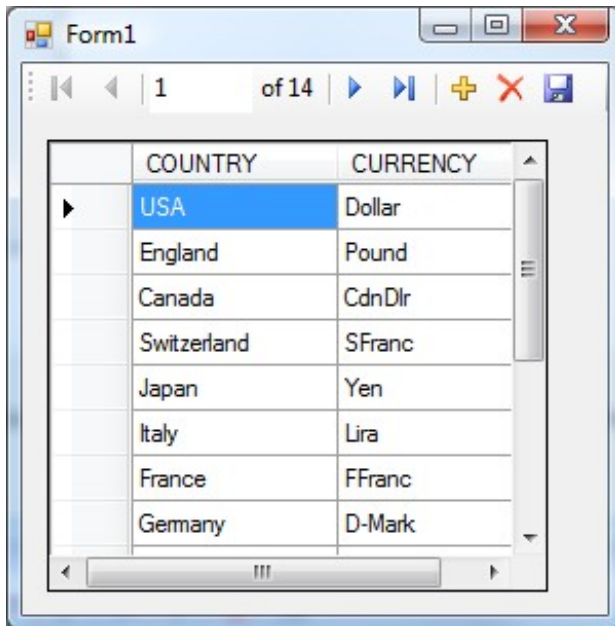 Form1
1 of 14
COUNTRY CURRENCY
USA Dollar
England Pound
Canada CdnDlr
Switzerland SFranc
Japan Yen
Italy Lira
France FFranc
Germany D-Mark